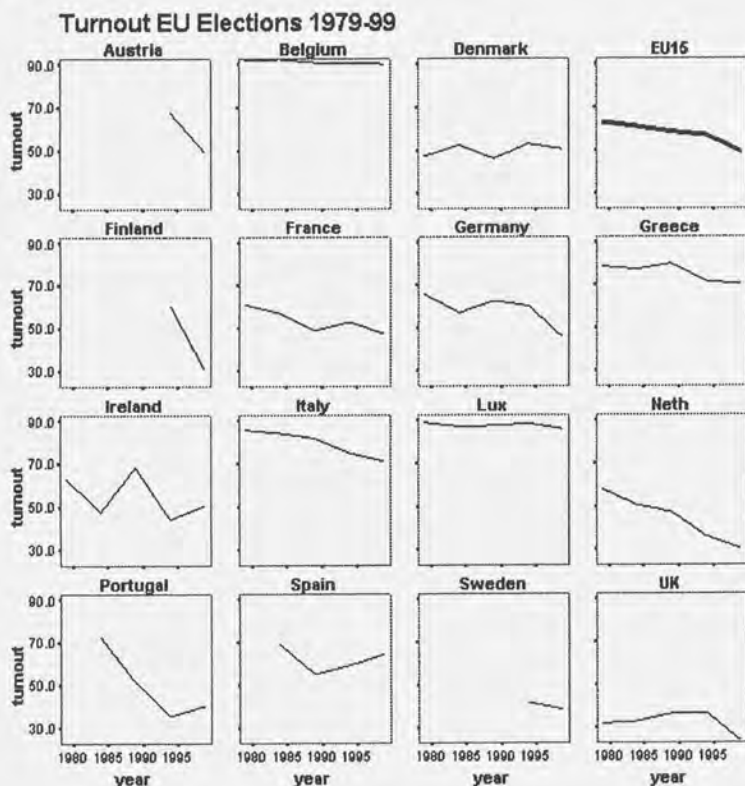 Turnout EU Elections 1979-99
Austria Belgium Denmark EU15
90.0
70.0
50.0
30.0
turnout
Finland France Germany Greece
90.0
70.0
50.0
30.0
turnout
Ireland Italy Lux Neth
90.0
70.0
50.0
30.0
turnout
Portugal Spain Sweden UK
90.0
70.0
50.0
30.0
turnout
1980 1985 1990 1995 1980 1985 1990 1995 1980 1985 1990 1995 1980 1985 1990 1995
year year year year